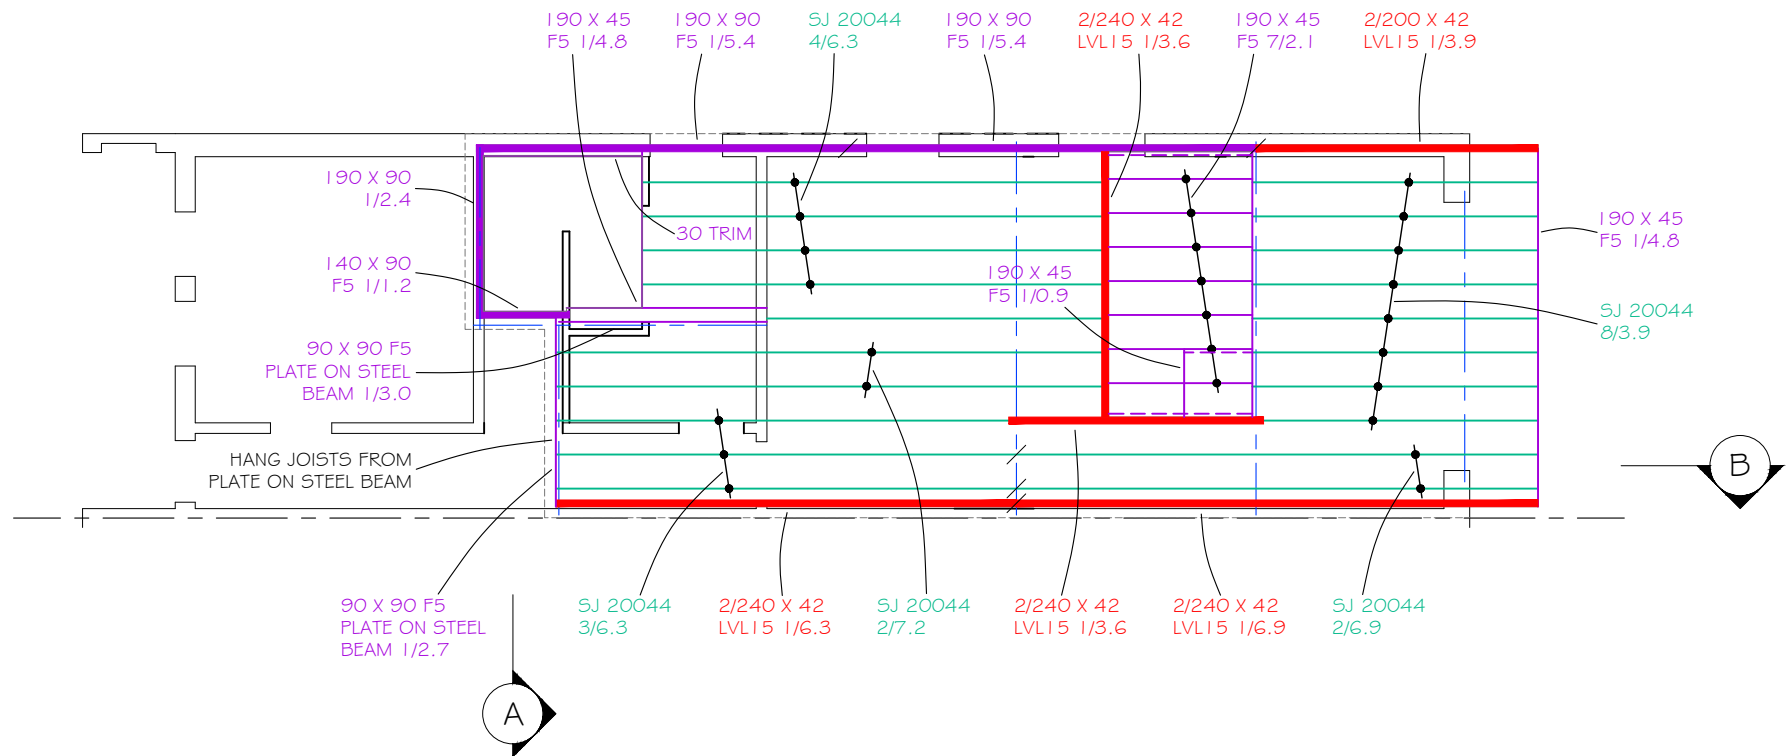 190 X 45
F5 1/4.8
190 X 90
F5 1/5.4
SJ 20044
4/6.3
190 X 90
F5 1/5.4
2/240 X 42
LVL15 1/3.6
190 X 45
F5 7/2.1
2/200 X 42
LVL15 1/3.9
190 X 90
1/2.4
30 TRIM
190 X 45
F5 1/4.8
140 X 90
F5 1/1.2
190 X 45
F5 1/0.9
SJ 20044
8/3.9
90 X 90 F5
PLATE ON STEEL
BEAM 1/3.0
HANG JOISTS FROM
PLATE ON STEEL BEAM
B
90 X 90 F5
PLATE ON STEEL
BEAM 1/2.7
SJ 20044
3/6.3
2/240 X 42
LVL15 1/6.3
SJ 20044
2/7.2
2/240 X 42
LVL15 1/3.6
2/240 X 42
LVL15 1/6.9
SJ 20044
2/6.9
A